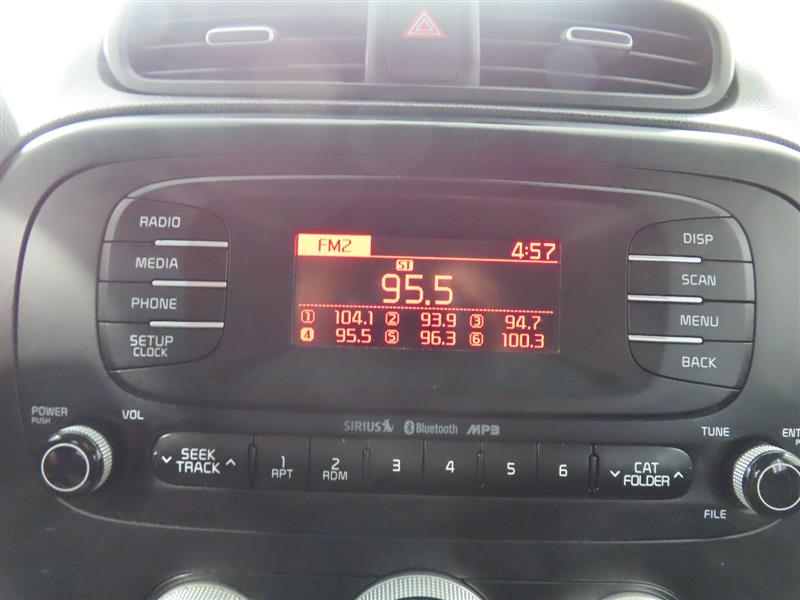 RADIO
MEDIA
PHONE
SETUP
CLOCK
FM2 4:57
ST
95.5
1 104.1 2 93.9 3 94.7
4 95.5 5 96.3 6 100.3
DISP
SCAN
MENU
BACK
POWER
PUSH
VOL
SIRIUS Bluetooth MP3
TUNE
SEEK
TRACK
1
RPT
2
RDM
3
4
5
6
CAT
FOLDER
FILE